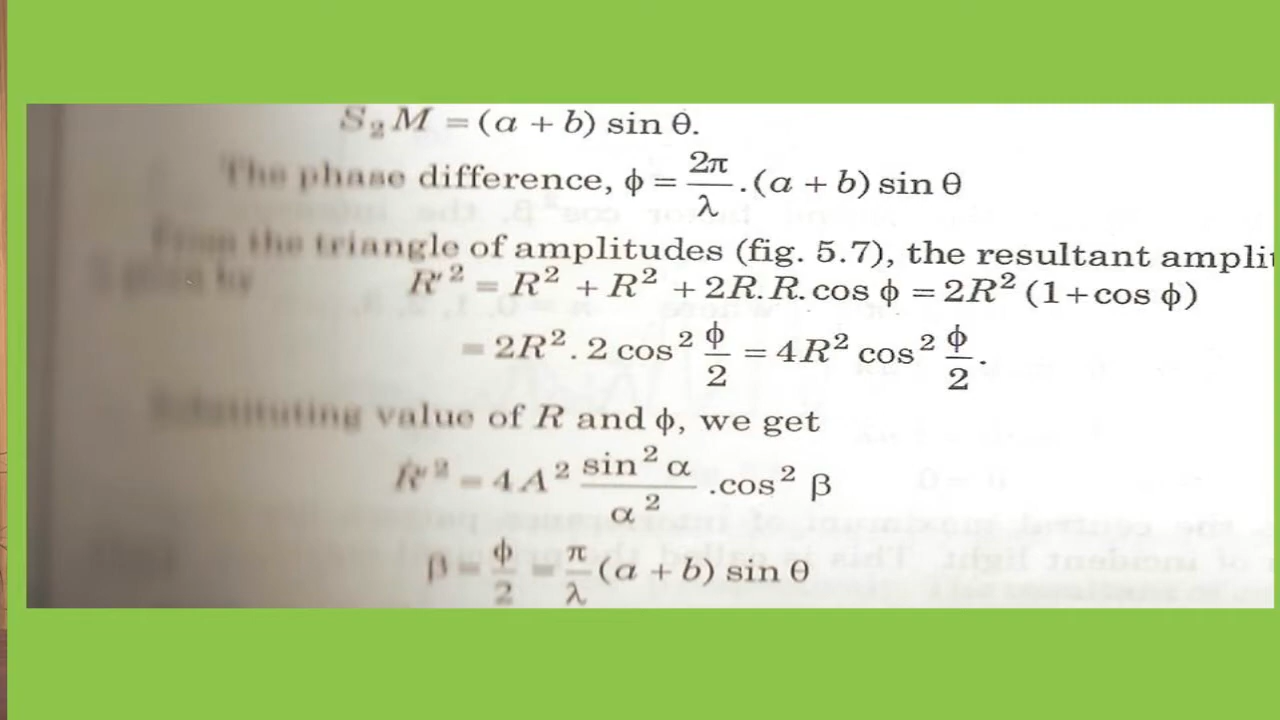 S₂M = (a + b) sin θ.
The phase difference, ϕ = 2π/λ .(a + b) sin θ
From the triangle of amplitudes (fig. 5.7), the resultant amplit
R'² = R² + R² + 2R.R.cos ϕ = 2R² (1+cos ϕ)
= 2R². 2 cos² ϕ/2 = 4R² cos² ϕ/2.
Substituting value of R and ϕ, we get
R'² = 4A² sin² α/α² .cos² β
β = ϕ/2 = π/λ (a + b) sin θ